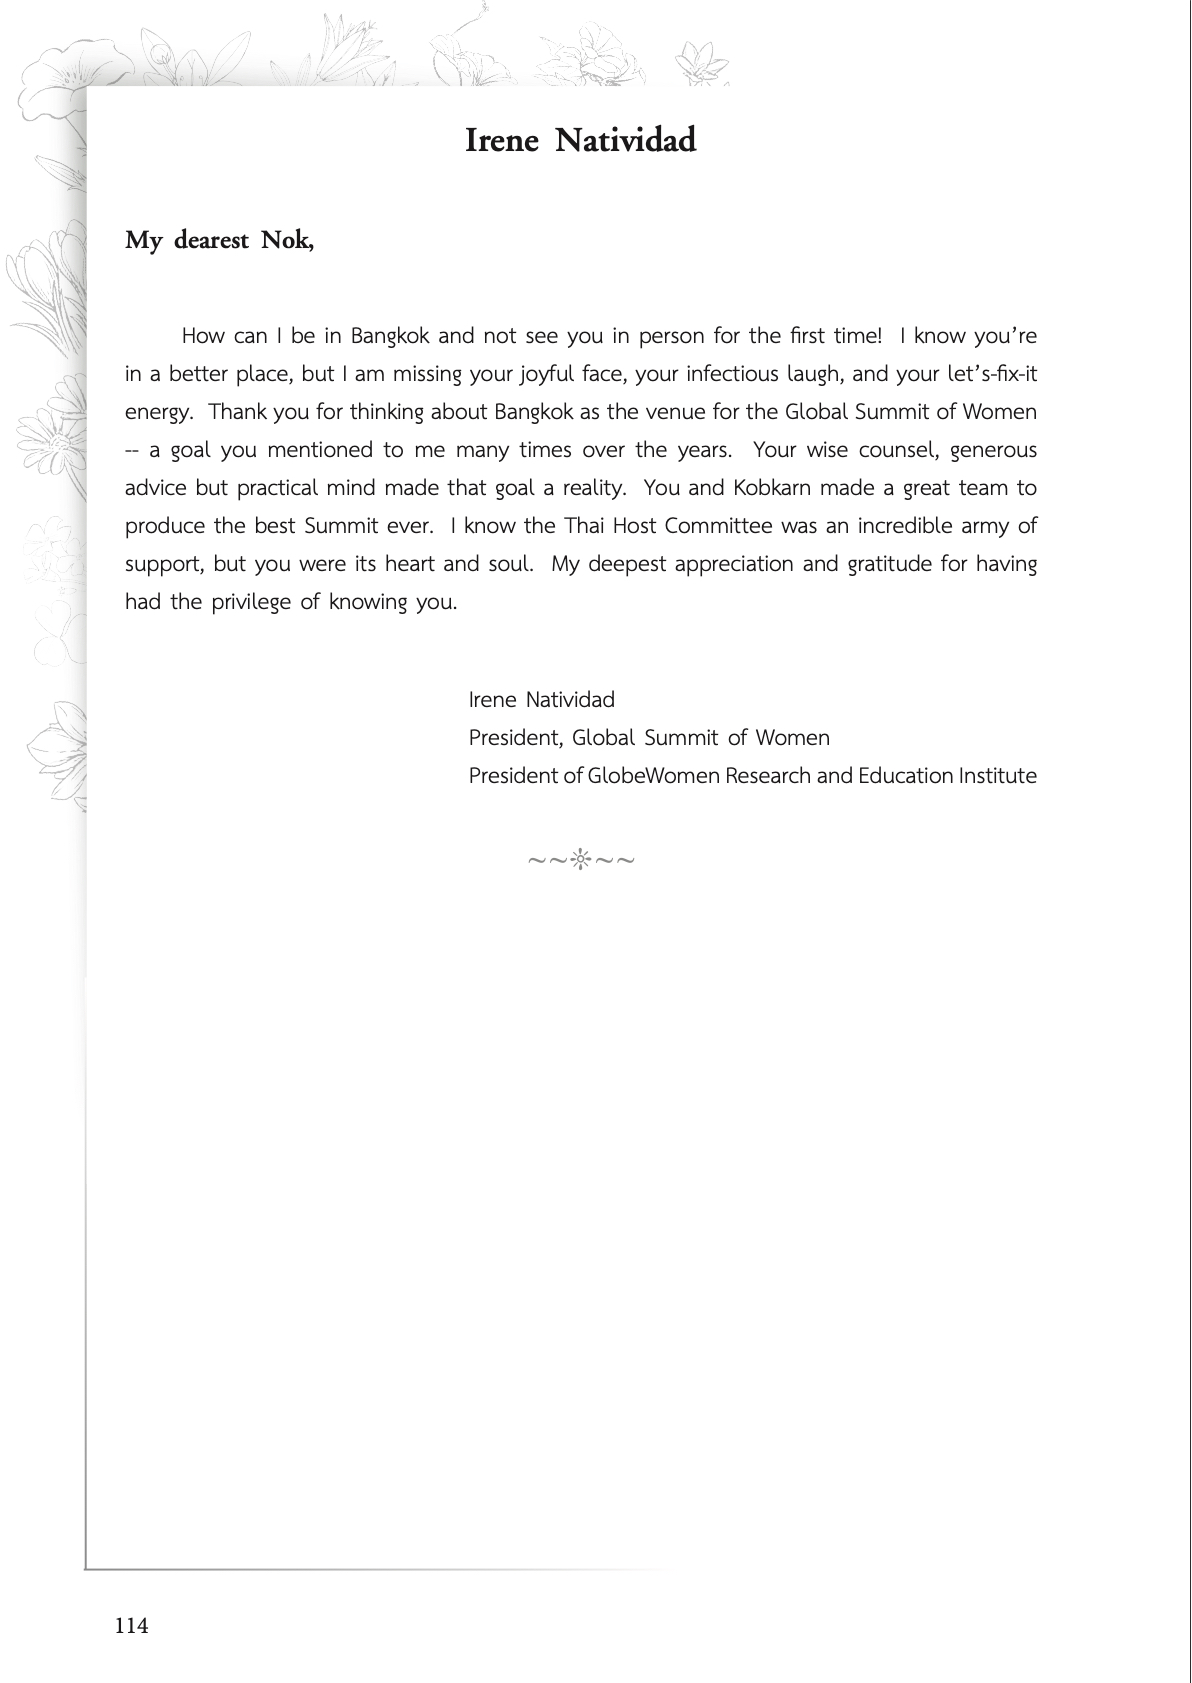 Irene Natividad
My dearest Nok,
How can I be in Bangkok and not see you in person for the first time! I know you’re
in a better place, but I am missing your joyful face, your infectious laugh, and your let’s-fix-it
energy. Thank you for thinking about Bangkok as the venue for the Global Summit of Women
-- a goal you mentioned to me many times over the years. Your wise counsel, generous
advice but practical mind made that goal a reality. You and Kobkarn made a great team to
produce the best Summit ever. I know the Thai Host Committee was an incredible army of
support, but you were its heart and soul. My deepest appreciation and gratitude for having
had the privilege of knowing you.
Irene Natividad
President, Global Summit of Women
President of GlobeWomen Research and Education Institute
114